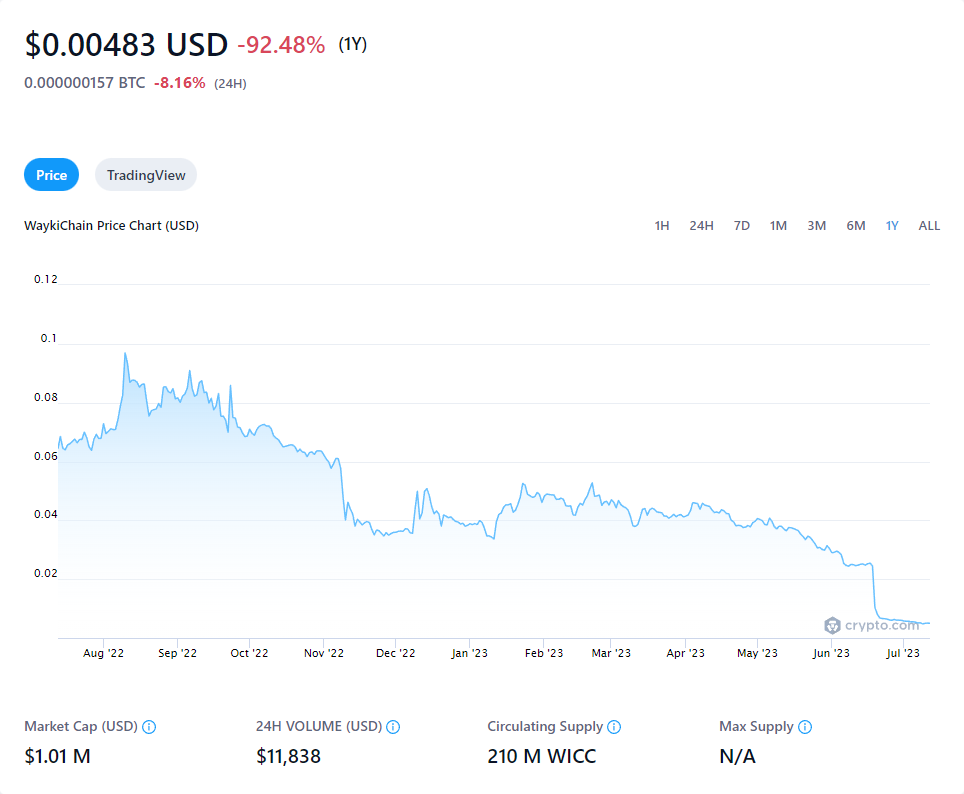 $0.00483 USD -92.48% (1Y)
0.000000157 BTC -8.16% (24H)
Price TradingView
WaykiChain Price Chart (USD) 1H 24H 7D 1M 3M 6M 1Y ALL
0.12
0.1
0.08
0.06
0.04
0.02
crypto.com
Aug '22 Sep '22 Oct '22 Nov '22 Dec '22 Jan '23 Feb '23 Mar '23 Apr '23 May '23 Jun '23 Jul '23
Market Cap (USD) 24H VOLUME (USD) Circulating Supply Max Supply
$1.01 M $11,838 210 M WICC N/A